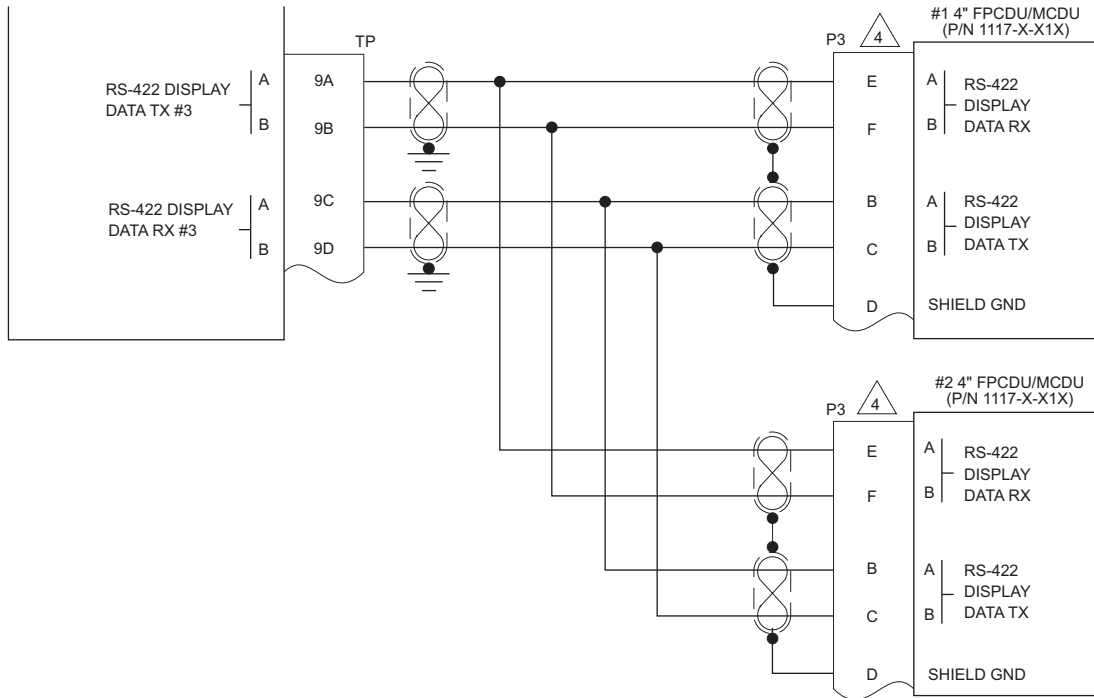 #1 4" FPCDU/MCDU
(P/N 1117-X-X1X)
TP
P3
4
RS-422 DISPLAY
DATA TX #3
A
B
9A
9B
E
F
A
B
RS-422
DISPLAY
DATA RX
RS-422 DISPLAY
DATA RX #3
A
B
9C
9D
B
C
A
B
RS-422
DISPLAY
DATA TX
D
SHIELD GND
#2 4" FPCDU/MCDU
(P/N 1117-X-X1X)
P3
4
E
F
A
B
RS-422
DISPLAY
DATA RX
B
C
A
B
RS-422
DISPLAY
DATA TX
D
SHIELD GND